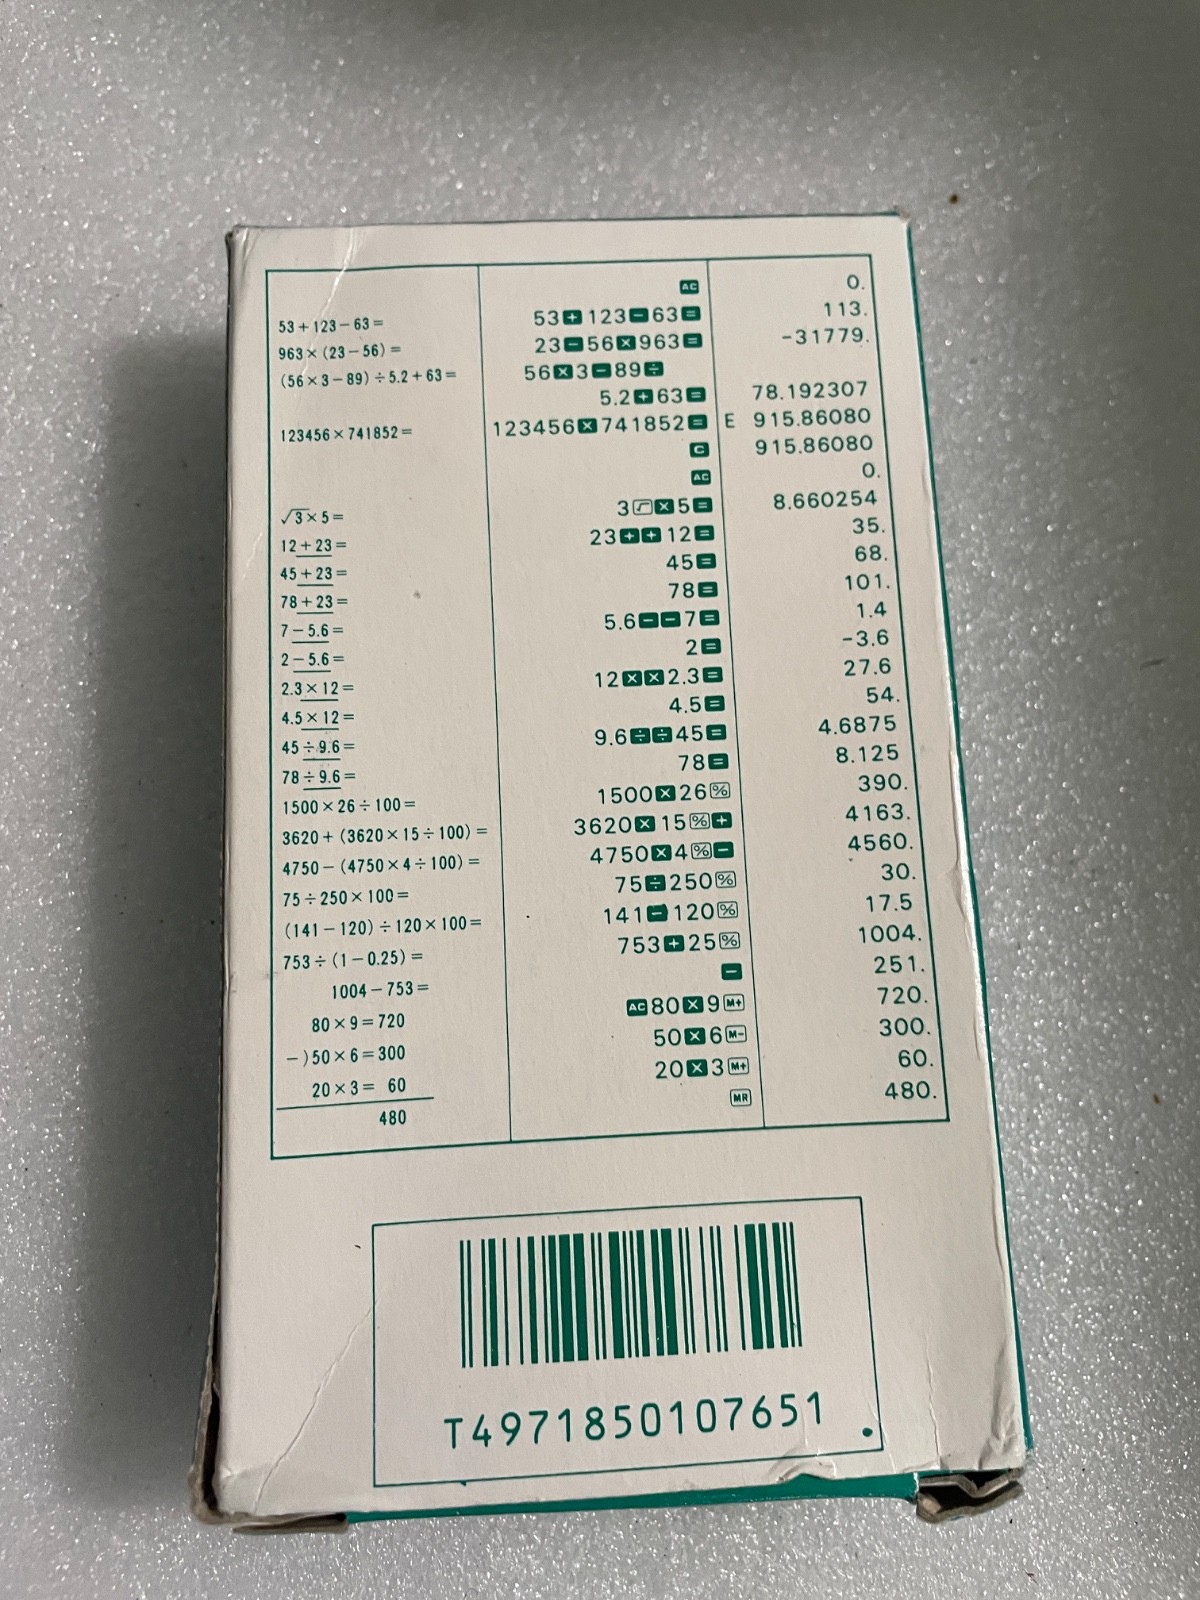 AC 0.
53+123−63= 53+123−63= 113.
963×(23−56)= 23−56×963= -31779.
(56×3−89)÷5.2+63= 56×3−89÷
5.2+63= 78.192307
123456×741852= 123456×741852= E 915.86080
C 915.86080
AC 0.
√3×5= 3√×5= 8.660254
12+23= 23++12= 35.
45+23= 45= 68.
78+23= 78= 101.
7−5.6= 5.6−−7= 1.4
2−5.6= 2= -3.6
2.3×12= 12××2.3= 27.6
4.5×12= 4.5= 54.
45÷9.6= 9.6÷÷45= 4.6875
78÷9.6= 78= 8.125
1500×26÷100= 1500×26% 390.
3620+(3620×15÷100)= 3620×15%+ 4163.
4750−(4750×4÷100)= 4750×4%− 4560.
75÷250×100= 75÷250% 30.
(141−120)÷120×100= 141−120% 17.5
753÷(1−0.25)= 753+25% 1004.
1004−753= − 251.
80×9=720 AC80×9M+ 720.
−)50×6=300 50×6M− 300.
20×3= 60 20×3M+ 60.
480 MR 480.
T4971850107651